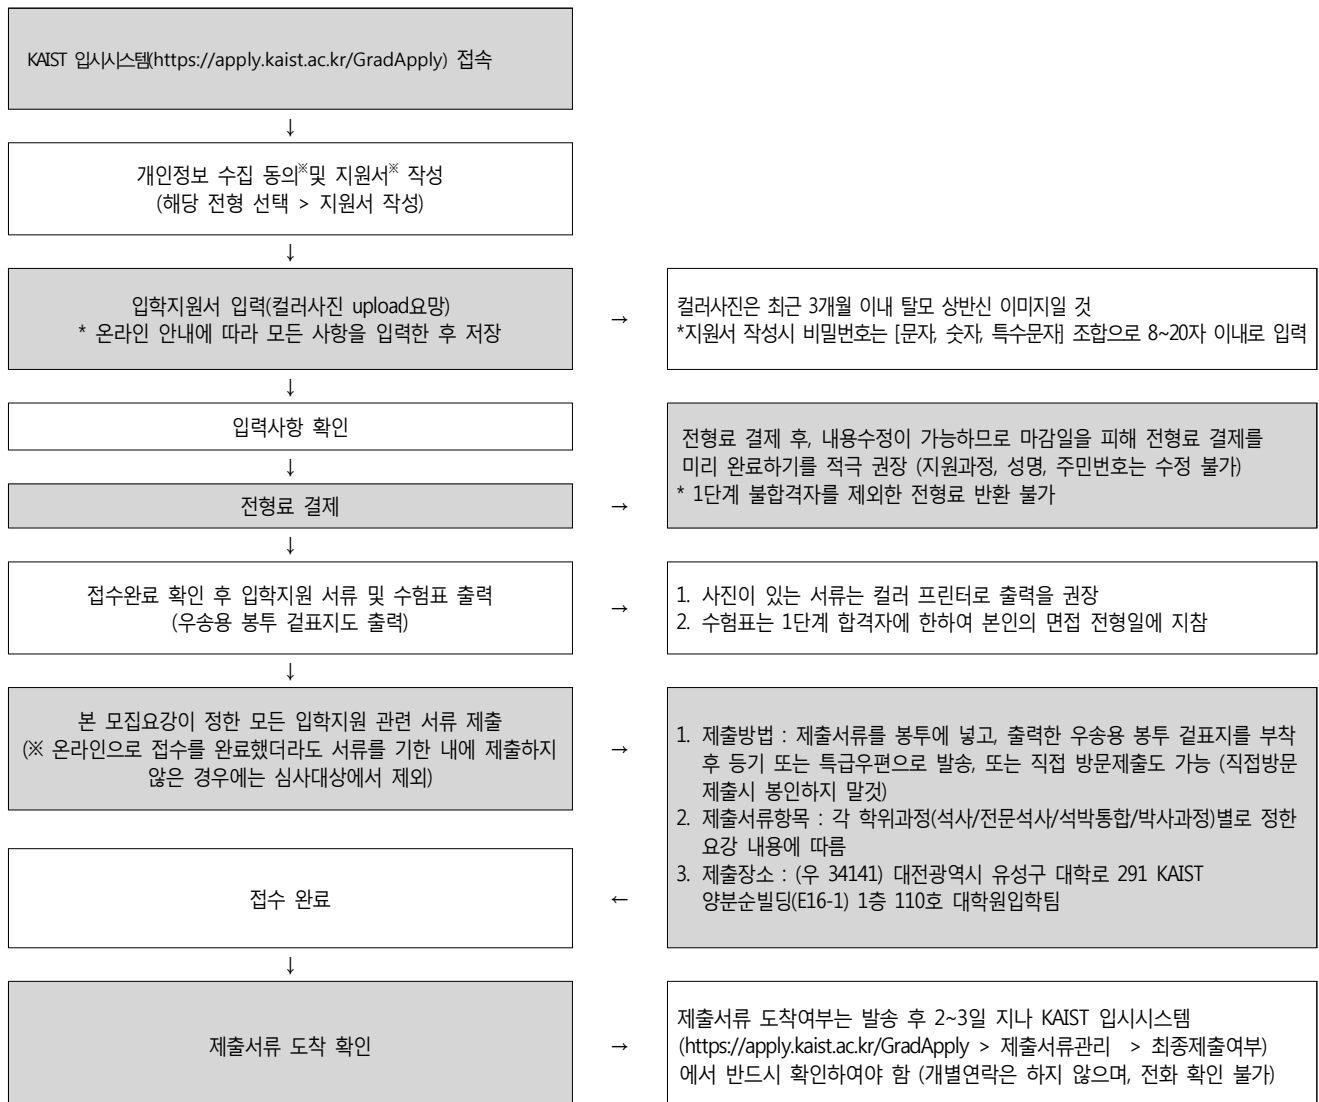 KAIST 입시시스템(https://apply.kaist.ac.kr/GradApply) 접속
↓
개인정보 수집 동의※및 지원서※ 작성
(해당 전형 선택 > 지원서 작성)
↓
입학지원서 입력(컬러사진 upload요망)
* 온라인 안내에 따라 모든 사항을 입력한 후 저장
→
컬러사진은 최근 3개월 이내 탈모 상반신 이미지일 것
*지원서 작성시 비밀번호는 [문자, 숫자, 특수문자] 조합으로 8~20자 이내로 입력
↓
입력사항 확인
↓
전형료 결제
→
전형료 결제 후, 내용수정이 가능하므로 마감일을 피해 전형료 결제를
미리 완료하기를 적극 권장 (지원과정, 성명, 주민번호는 수정 불가)
* 1단계 불합격자를 제외한 전형료 반환 불가
↓
접수완료 확인 후 입학지원 서류 및 수험표 출력
(우송용 봉투 겉표지도 출력)
→
1. 사진이 있는 서류는 컬러 프린터로 출력을 권장
2. 수험표는 1단계 합격자에 한하여 본인의 면접 전형일에 지참
↓
본 모집요강이 정한 모든 입학지원 관련 서류 제출
(※ 온라인으로 접수를 완료했더라도 서류를 기한 내에 제출하지
않은 경우에는 심사대상에서 제외)
→
1. 제출방법 : 제출서류를 봉투에 넣고, 출력한 우송용 봉투 겉표지를 부착
후 등기 또는 특급우편으로 발송, 또는 직접 방문제출도 가능 (직접방문
제출시 봉인하지 말것)
2. 제출서류항목 : 각 학위과정(석사/전문석사/석박통합/박사과정)별로 정한
요강 내용에 따름
3. 제출장소 : (우 34141) 대전광역시 유성구 대학로 291 KAIST
양분순빌딩(E16-1) 1층 110호 대학원입학팀
←
접수 완료
↓
제출서류 도착 확인
→
제출서류 도착여부는 발송 후 2~3일 지나 KAIST 입시시스템
(https://apply.kaist.ac.kr/GradApply > 제출서류관리 > 최종제출여부)
에서 반드시 확인하여야 함 (개별연락은 하지 않으며, 전화 확인 불가)